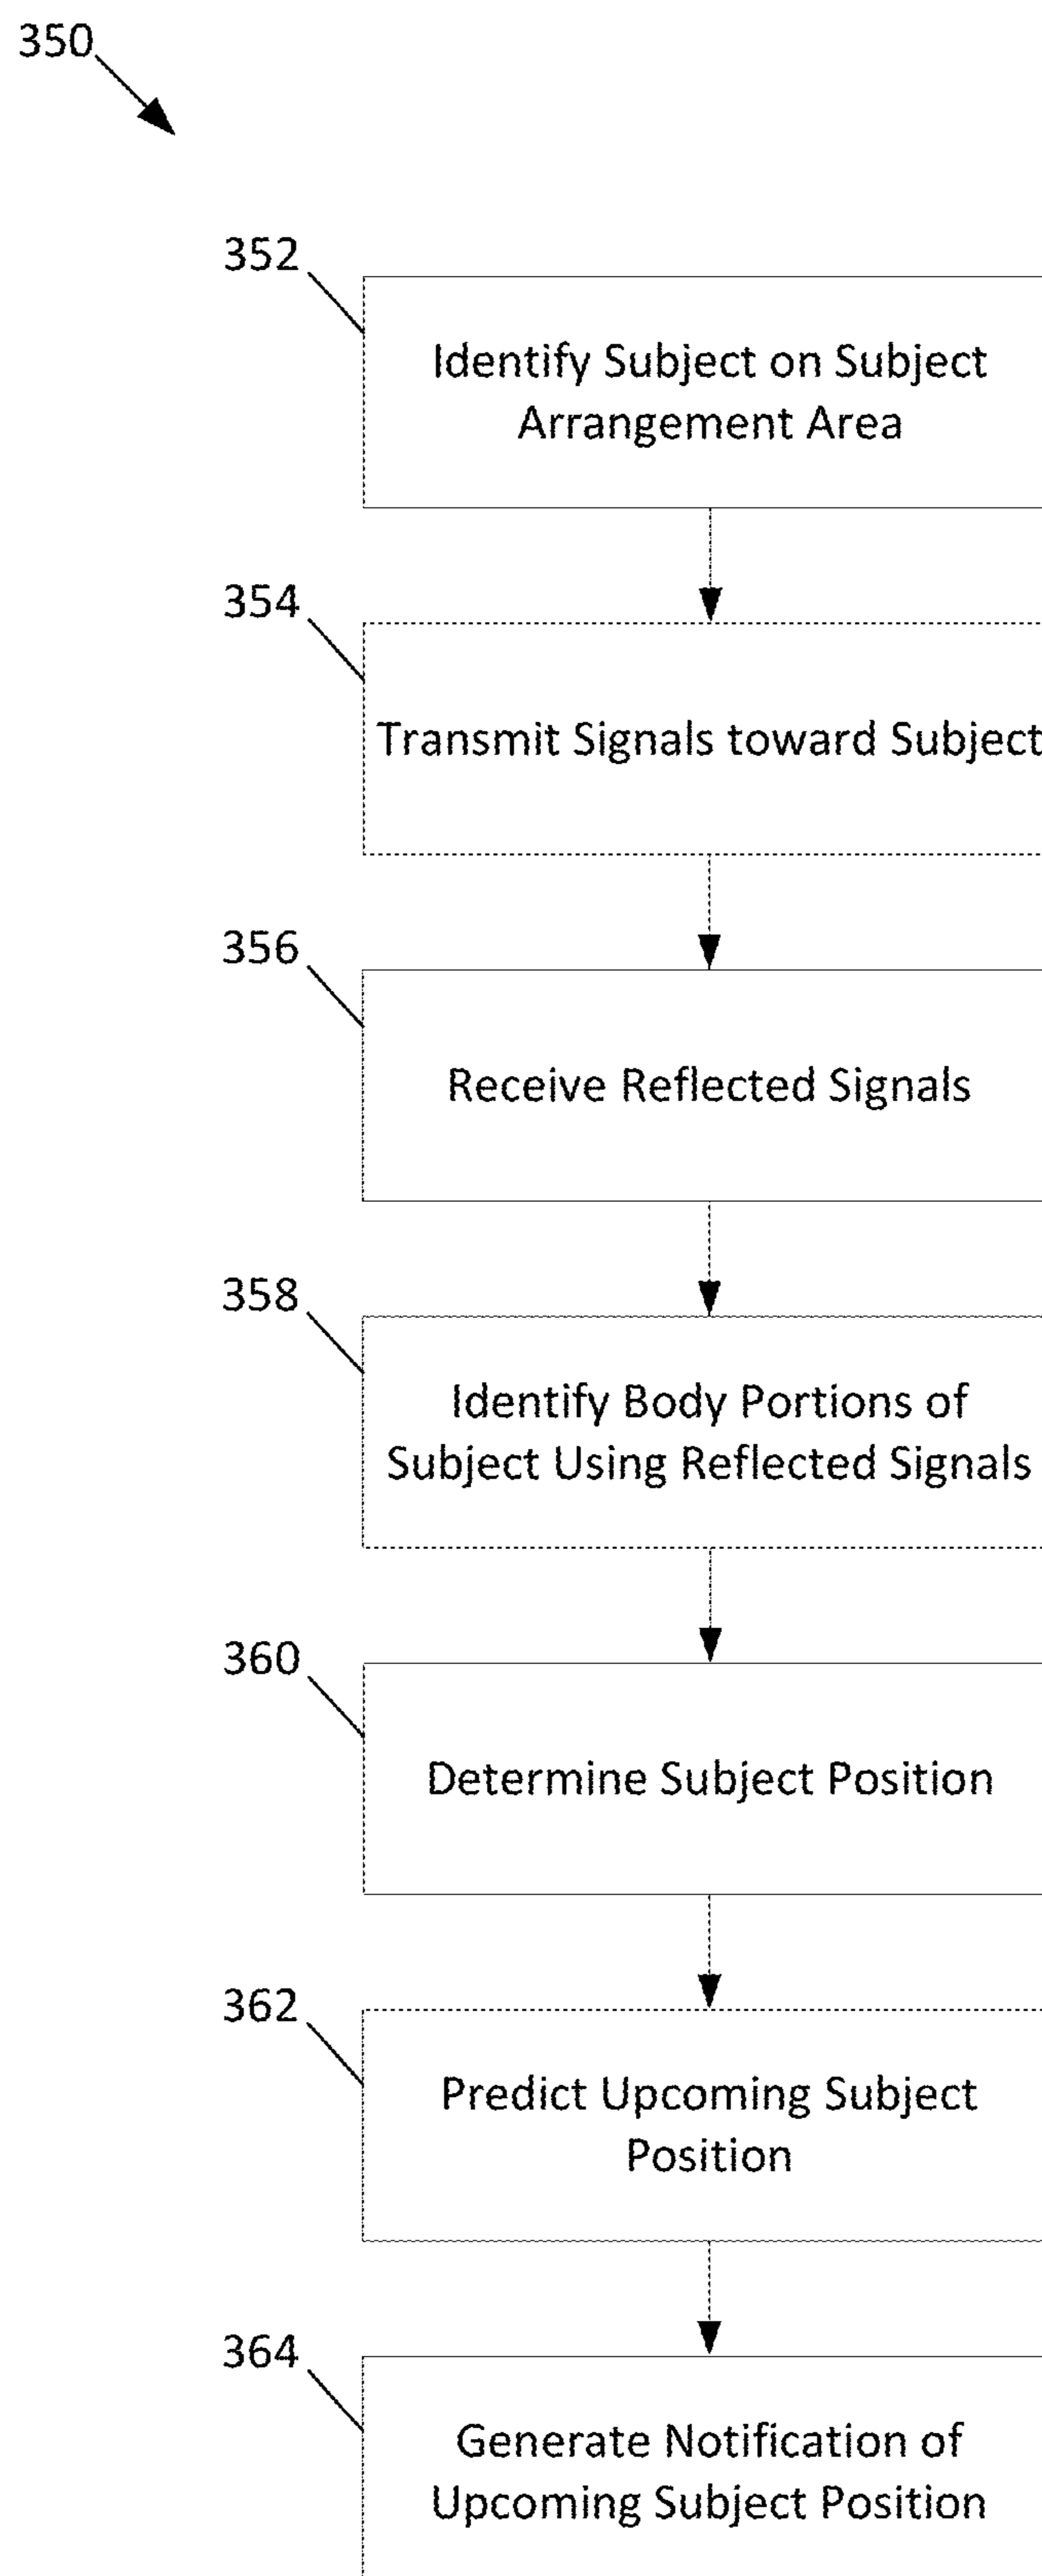 350
352
Identify Subject on Subject
Arrangement Area
354
Transmit Signals toward Subject
356
Receive Reflected Signals
358
Identify Body Portions of
Subject Using Reflected Signals
360
Determine Subject Position
362
Predict Upcoming Subject
Position
364
Generate Notification of
Upcoming Subject Position